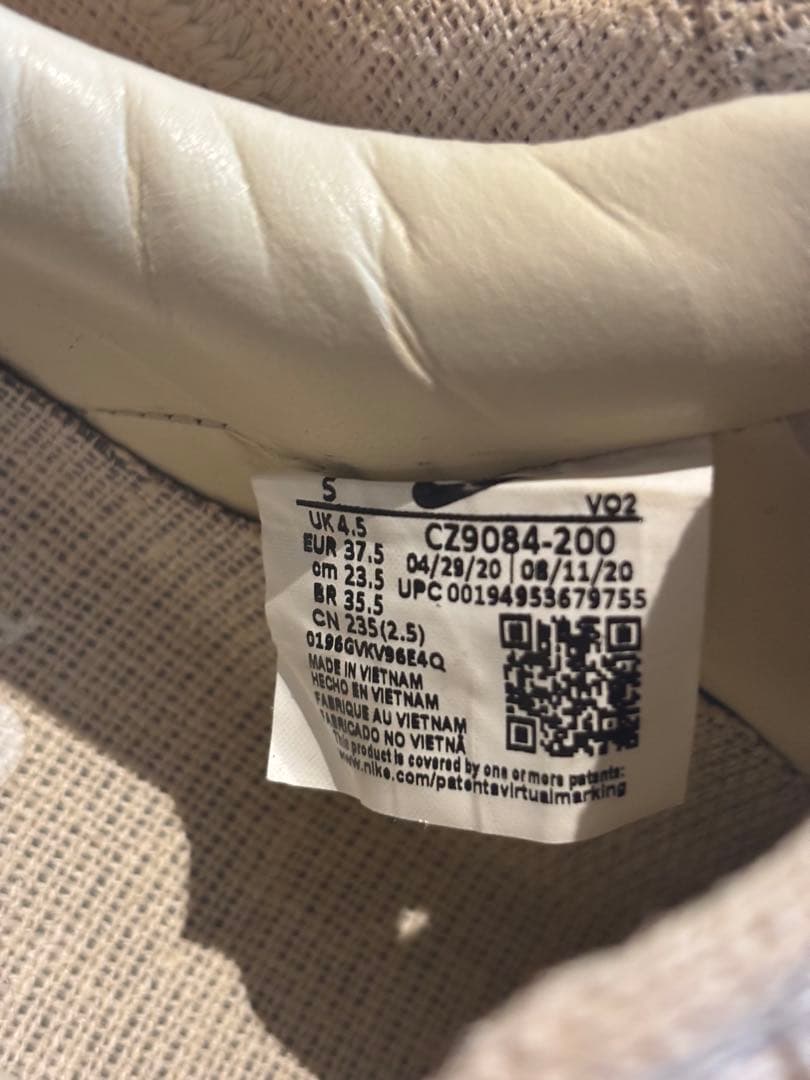 5
VO2
UK 4.5
EUR 37.5
cm 23.5
BR 35.5
CN 235(2.5)
CZ9084-200
04/29/20 | 08/11/20
UPC 00194953679755
0196GVKV96E4Q
MADE IN VIETNAM
HECHO EN VIETNAM
FABRIQUE AU VIETNAM
FABRICADO NO VIETNÃ
This product is covered by one or more patents:
www.nike.com/patentsvirtualmarking